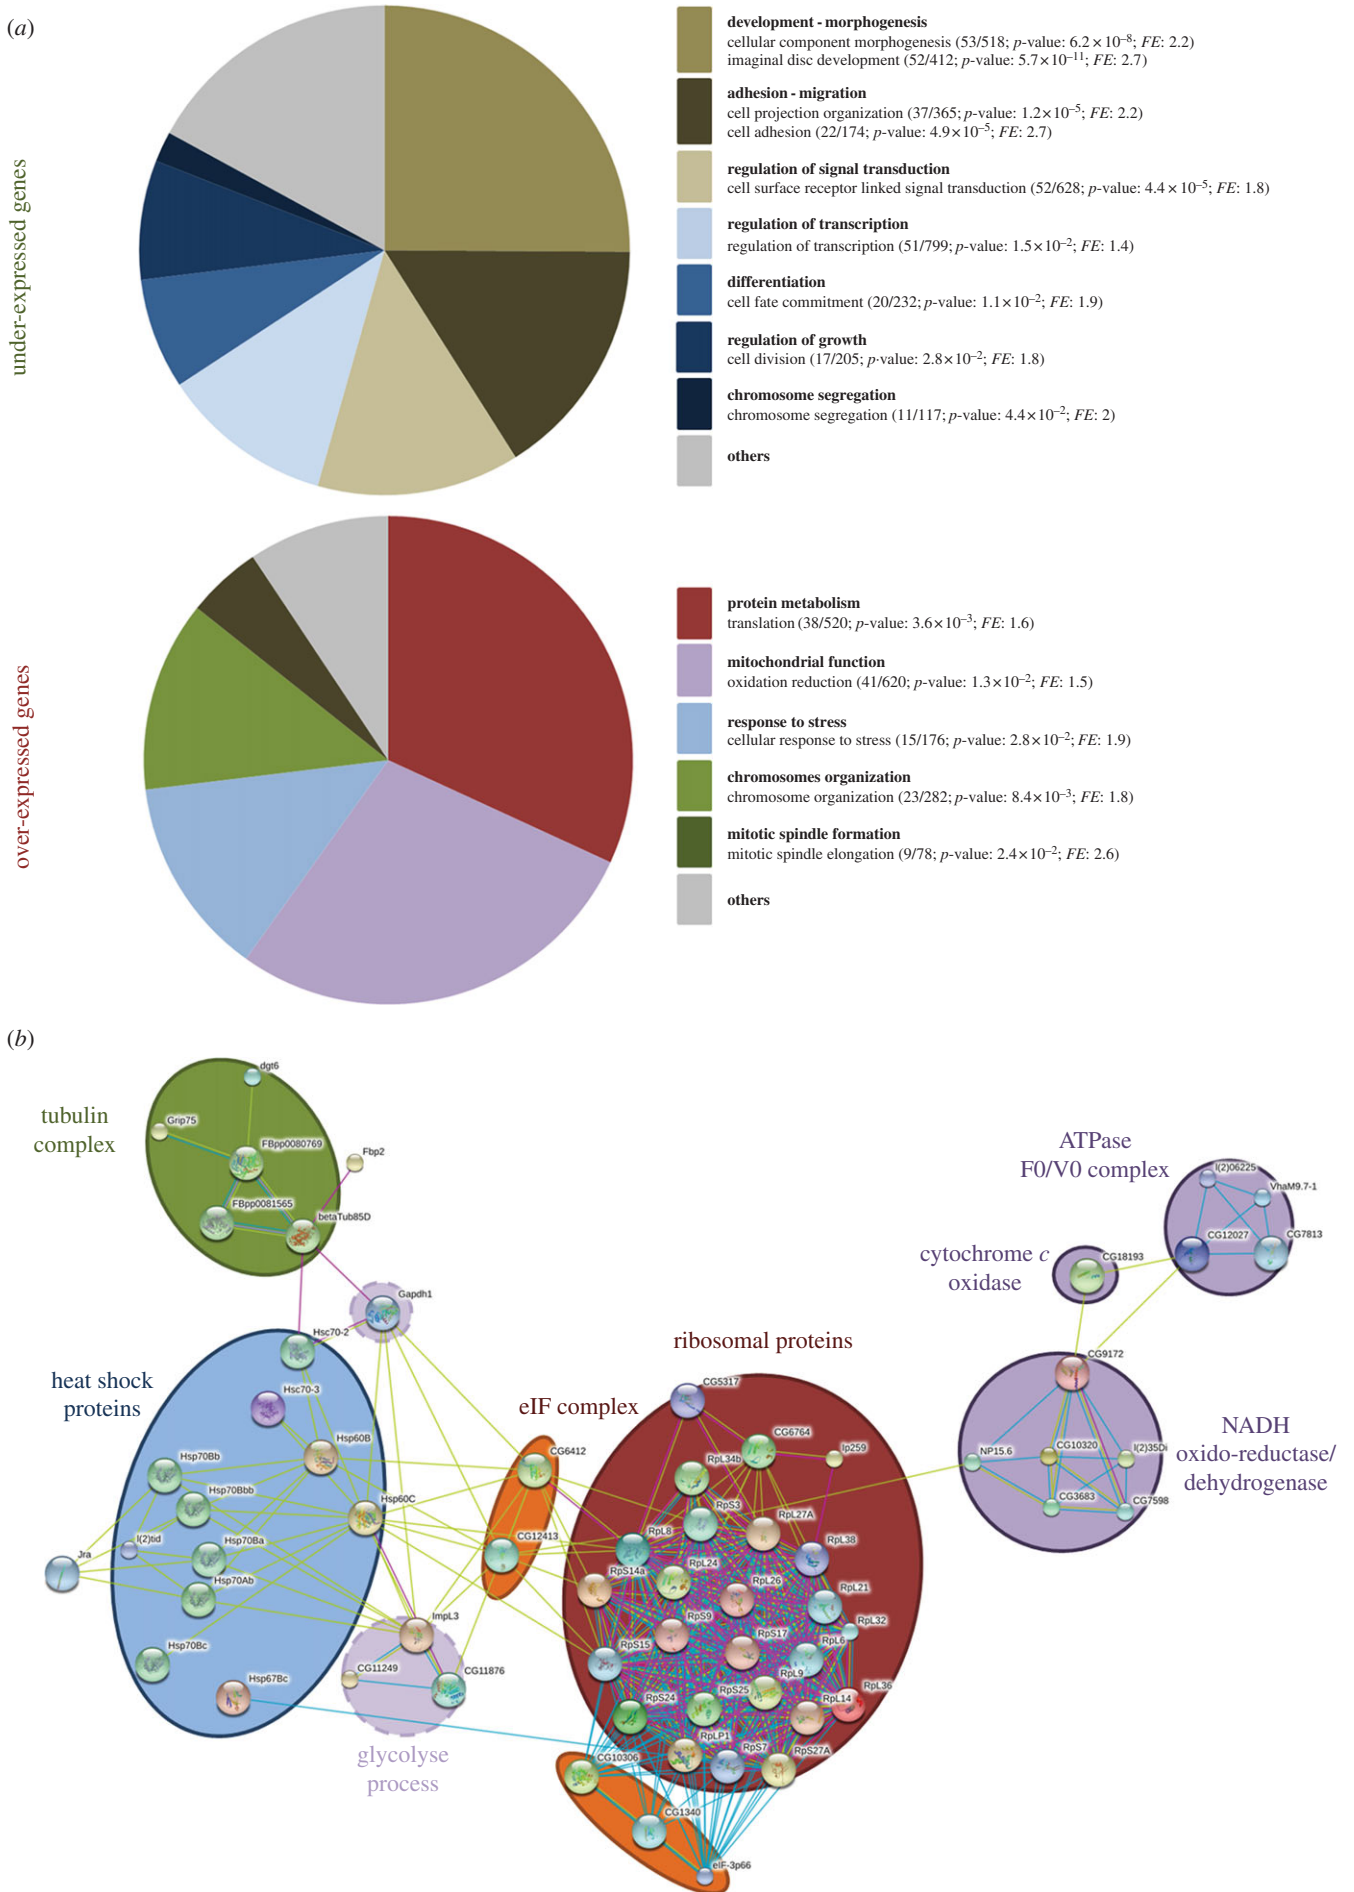 (a)
under-expressed genes
development - morphogenesis
cellular component morphogenesis (53/518; p-value: 6.2 × 10–8; FE: 2.2)
imaginal disc development (52/412; p-value: 5.7×10–11; FE: 2.7)
adhesion - migration
cell projection organization (37/365; p-value: 1.2×10–5; FE: 2.2)
cell adhesion (22/174; p-value: 4.9×10–5; FE: 2.7)
regulation of signal transduction
cell surface receptor linked signal transduction (52/628; p-value: 4.4 × 10–5; FE: 1.8)
regulation of transcription
regulation of transcription (51/799; p-value: 1.5×10–2; FE: 1.4)
differentiation
cell fate commitment (20/232; p-value: 1.1×10–2; FE: 1.9)
regulation of growth
cell division (17/205; p-value: 2.8×10–2; FE: 1.8)
chromosome segregation
chromosome segregation (11/117; p-value: 4.4×10–2; FE: 2)
others
over-expressed genes
protein metabolism
translation (38/520; p-value: 3.6×10–3; FE: 1.6)
mitochondrial function
oxidation reduction (41/620; p-value: 1.3×10–2; FE: 1.5)
response to stress
cellular response to stress (15/176; p-value: 2.8×10–2; FE: 1.9)
chromosomes organization
chromosome organization (23/282; p-value: 8.4×10–3; FE: 1.8)
mitotic spindle formation
mitotic spindle elongation (9/78; p-value: 2.4×10–2; FE: 2.6)
others
(b)
tubulin
complex
dgt6
Grip75
FBpp0080769
Fbp2
FBpp0081565
betaTub85D
Gapdh1
heat shock
proteins
Hsc70-2
Hsc70-3
Hsp60B
Hsp70Bb
Hsp70Bbb
Hsp60C
l(2)tid
Hsp70Ba
Jra
Hsp70Ab
Hsp70Bc
Hsp67Bc
ImpL3
CG11249
CG11876
glycolyse
process
eIF complex
CG6412
CG12413
ribosomal proteins
CG5317
CG6764
Ip259
RpL34b
RpS3
RpL27A
RpL8
RpL38
RpL24
RpS14a
RpL26
RpL21
RpS9
RpL32
RpS17
RpS15
RpL6
RpL9
RpS25
RpS24
RpL14
RpL36
RpLP1
RpS7
RpS27A
CG10306
CG1340
eIF-3p66
ATPase
F0/V0 complex
l(2)06225
VhaM9.7-1
CG12027
CG7813
cytochrome c
oxidase
CG18193
CG9172
NADH
oxido-reductase/
dehydrogenase
NP15.6
CG10320
l(2)35Di
CG3683
CG7598